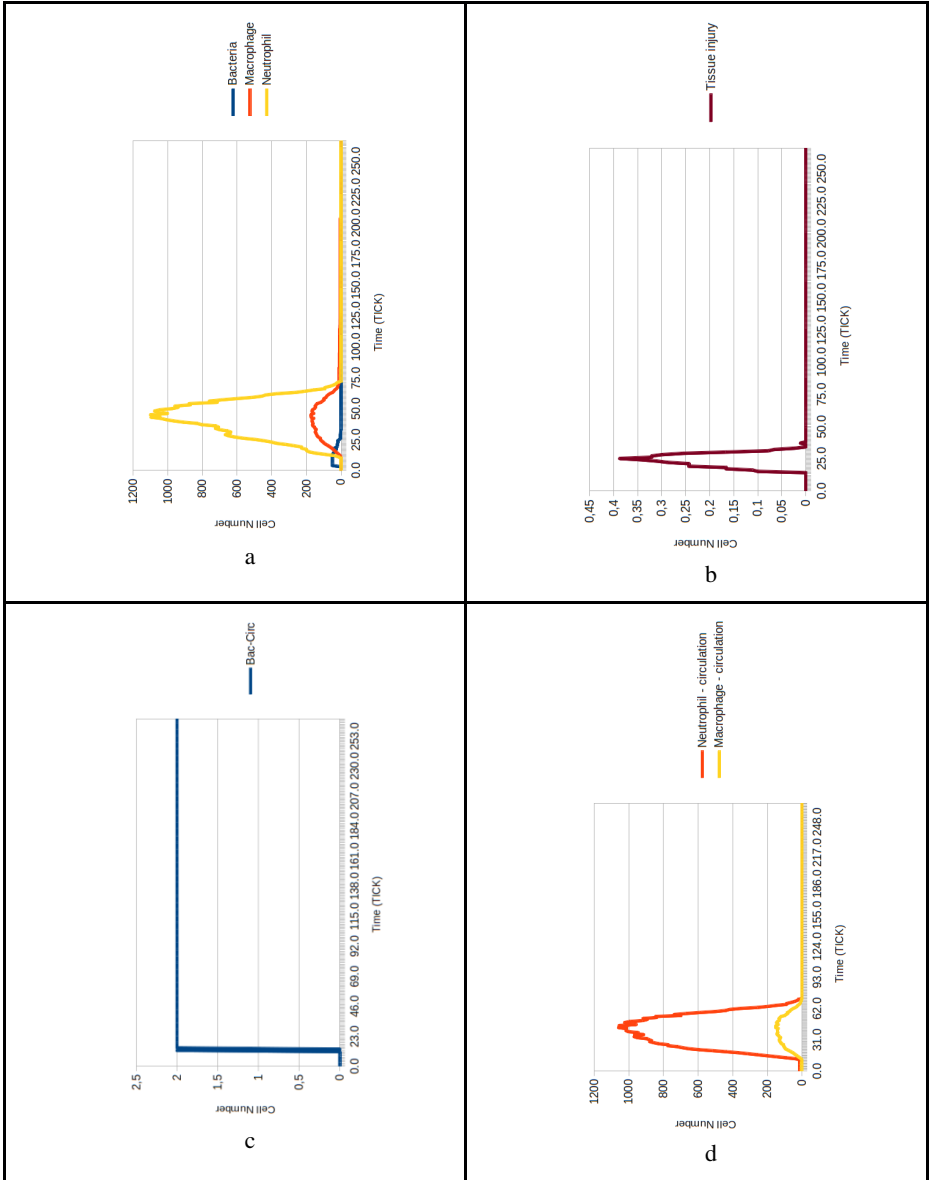 Bacteria
Macrophage
Neutrophil
1200
1000
800
600
400
200
0
0.0 25.0 50.0 75.0 100.0 125.0 150.0 175.0 200.0 225.0 250.0
Time (TICK)
Cell Number
a
Tissue injury
0,45
0,4
0,35
0,3
0,25
0,2
0,15
0,1
0,05
0
0.0 25.0 50.0 75.0 100.0 125.0 150.0 175.0 200.0 225.0 250.0
Time (TICK)
Cell Number
b
Bac-Circ
2,5
2
1,5
1
0,5
0
0.0 23.0 46.0 69.0 92.0 115.0 138.0 161.0 184.0 207.0 230.0 253.0
Time (TICK)
Cell Number
c
Neutrophil - circulation
Macrophage - circulation
1200
1000
800
600
400
200
0
0.0 31.0 62.0 93.0 124.0 155.0 186.0 217.0 248.0
Time (TICK)
Cell Number
d